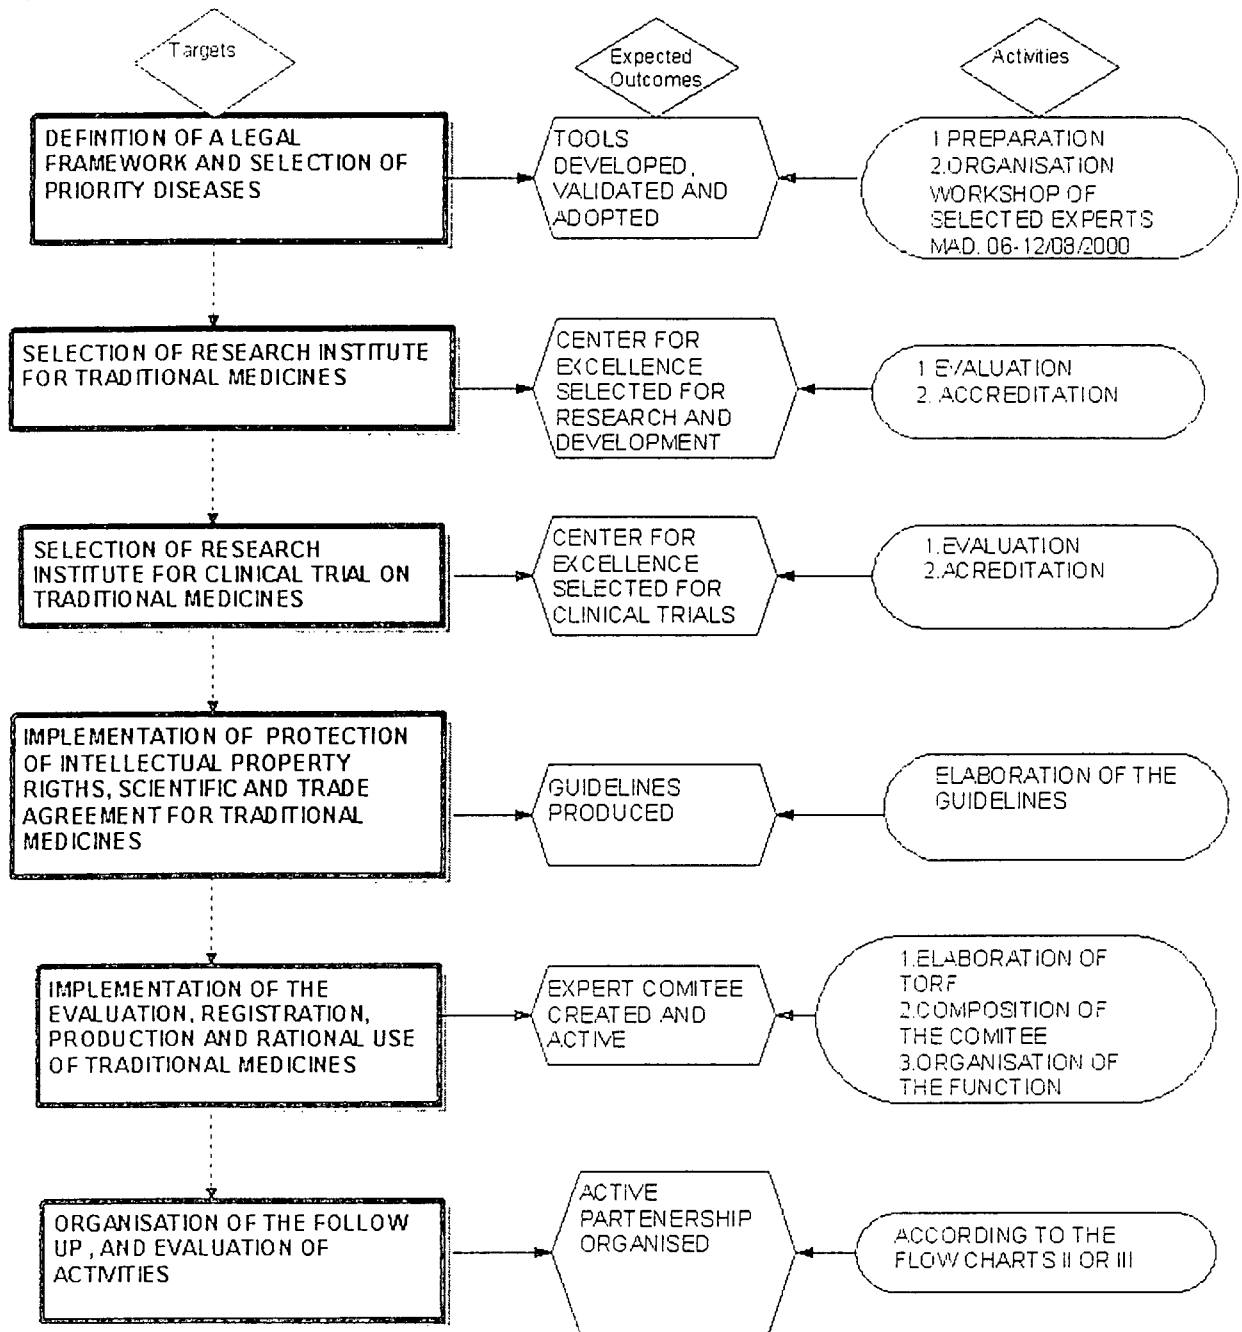 Targets
Expected
Outcomes
Activities
DEFINITION OF A LEGAL
FRAMEWORK AND SELECTION OF
PRIORITY DISEASES
TOOLS
DEVELOPED,
VALIDATED AND
ADOPTED
1 PREPARATION
2.ORGANISATION
WORKSHOP OF
SELECTED EXPERTS
MAD. 06-12/08/2000
SELECTION OF RESEARCH INSTITUTE
FOR TRADITIONAL MEDICINES
CENTER FOR
EXCELLENCE
SELECTED FOR
RESEARCH AND
DEVELOPMENT
1 EVALUATION
2. ACCREDITATION
SELECTION OF RESEARCH
INSTITUTE FOR CLINICAL TRIAL ON
TRADITIONAL MEDICINES
CENTER FOR
EXCELLENCE
SELECTED FOR
CLINICAL TRIALS
1.EVALUATION
2.ACREDITATION
IMPLEMENTATION OF PROTECTION
OF INTELLECTUAL PROPERTY
RIGTHS, SCIENTIFIC AND TRADE
AGREEMENT FOR TRADITIONAL
MEDICINES
GUIDELINES
PRODUCED
ELABORATION OF THE
GUIDELINES
IMPLEMENTATION OF THE
EVALUATION, REGISTRATION,
PRODUCTION AND RATIONAL USE
OF TRADITIONAL MEDICINES
EXPERT COMITEE
CREATED AND
ACTIVE
1.ELABORATION OF
TORF
2.COMPOSITION OF
THE COMITEE
3.ORGANISATION OF
THE FUNCTION
ORGANISATION OF THE FOLLOW
UP , AND EVALUATION OF
ACTIVITIES
ACTIVE
PARTENERSHIP
ORGANISED
ACCORDING TO THE
FLOW CHARTS II OR III